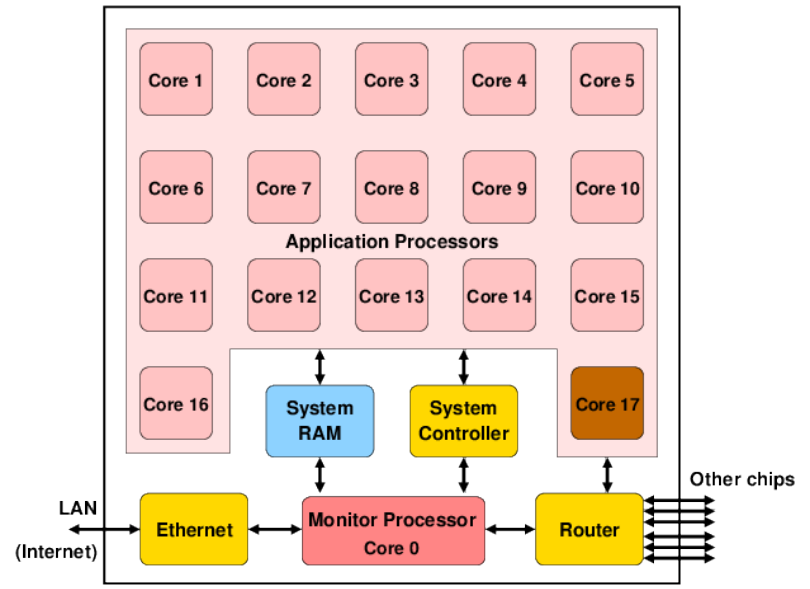 Core 1
Core 2
Core 3
Core 4
Core 5
Core 6
Core 7
Core 8
Core 9
Core 10
Application Processors
Core 11
Core 12
Core 13
Core 14
Core 15
Core 16
System
RAM
System
Controller
Core 17
Other chips
LAN
(Internet)
Ethernet
Monitor Processor
Core 0
Router